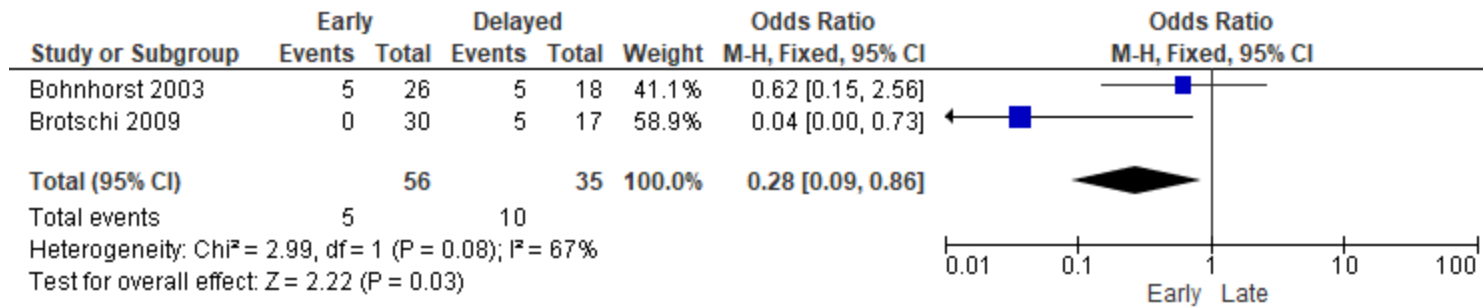 Early Delayed Odds Ratio Odds Ratio
Study or Subgroup Events Total Events Total Weight M-H, Fixed, 95% CI M-H, Fixed, 95% CI
Bohnhorst 2003 5 26 5 18 41.1% 0.62 [0.15, 2.56]
Brotschi 2009 0 30 5 17 58.9% 0.04 [0.00, 0.73]
Total (95% CI) 56 35 100.0% 0.28 [0.09, 0.86]
Total events 5 10
Heterogeneity: Chi² = 2.99, df = 1 (P = 0.08); I² = 67%
Test for overall effect: Z = 2.22 (P = 0.03)
0.01 0.1 1 10 100
Early Late